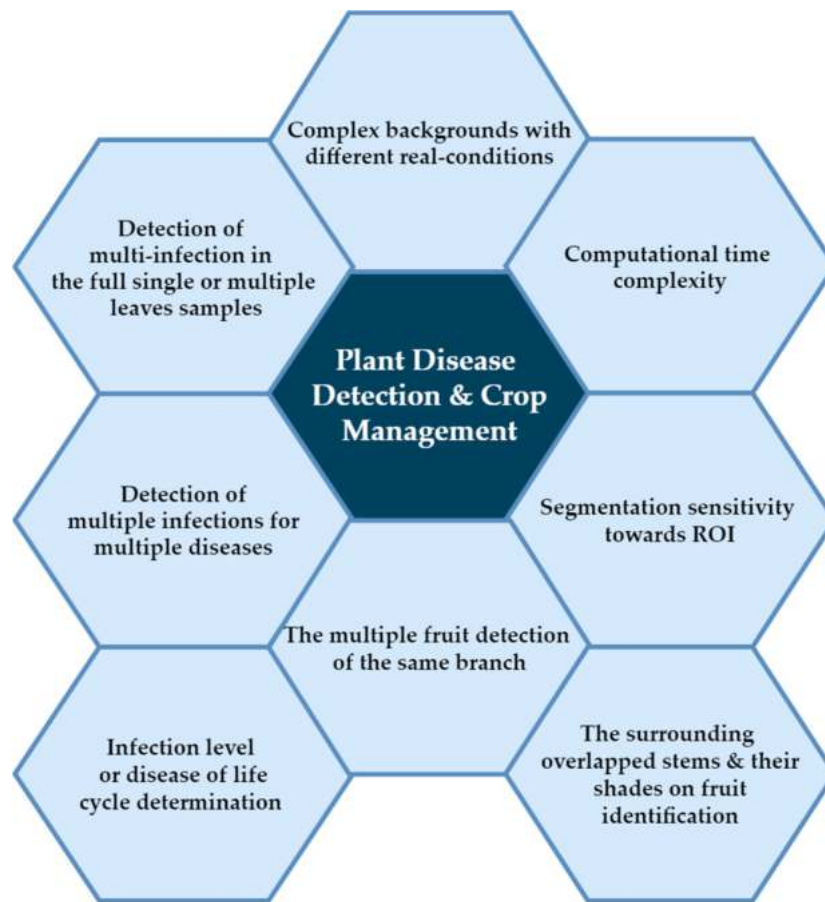 Complex backgrounds with
different real-conditions
Detection of
multi-infection in
the full single or multiple
leaves samples
Computational time
complexity
Plant Disease
Detection & Crop
Management
Detection of
multiple infections for
multiple diseases
Segmentation sensitivity
towards ROI
The multiple fruit detection
of the same branch
Infection level
or disease of life
cycle determination
The surrounding
overlapped stems & their
shades on fruit
identification